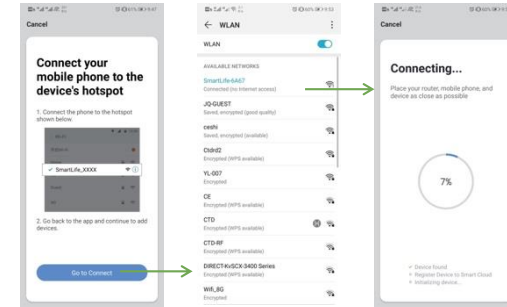 Cancel
Connect your
mobile phone to the
device's hotspot
1. Connect the phone to the hotspot
shown below.
SmartLife_XXXX
2. Go back to the app and continue to add
devices.
Go to Connect
WLAN
WLAN
AVAILABLE NETWORKS
SmartLife-6A67
Connected (no Internet access)
JQ-GUEST
Saved, encrypted (good quality)
ceshi
Saved, encrypted (available)
Ctdrd2
Encrypted (WPS available)
YL-007
Encrypted
CE
Encrypted (WPS available)
CTD
Encrypted (WPS available)
CTD-RF
Encrypted (WPS available)
DIRECT-KvSCX-3400 Series
Encrypted (WPS available)
Wifi_8G
Encrypted
Cancel
Connecting...
Place your router, mobile phone, and
device as close as possible
7%
Device found
Register Device to Smart Cloud
Initializing device...